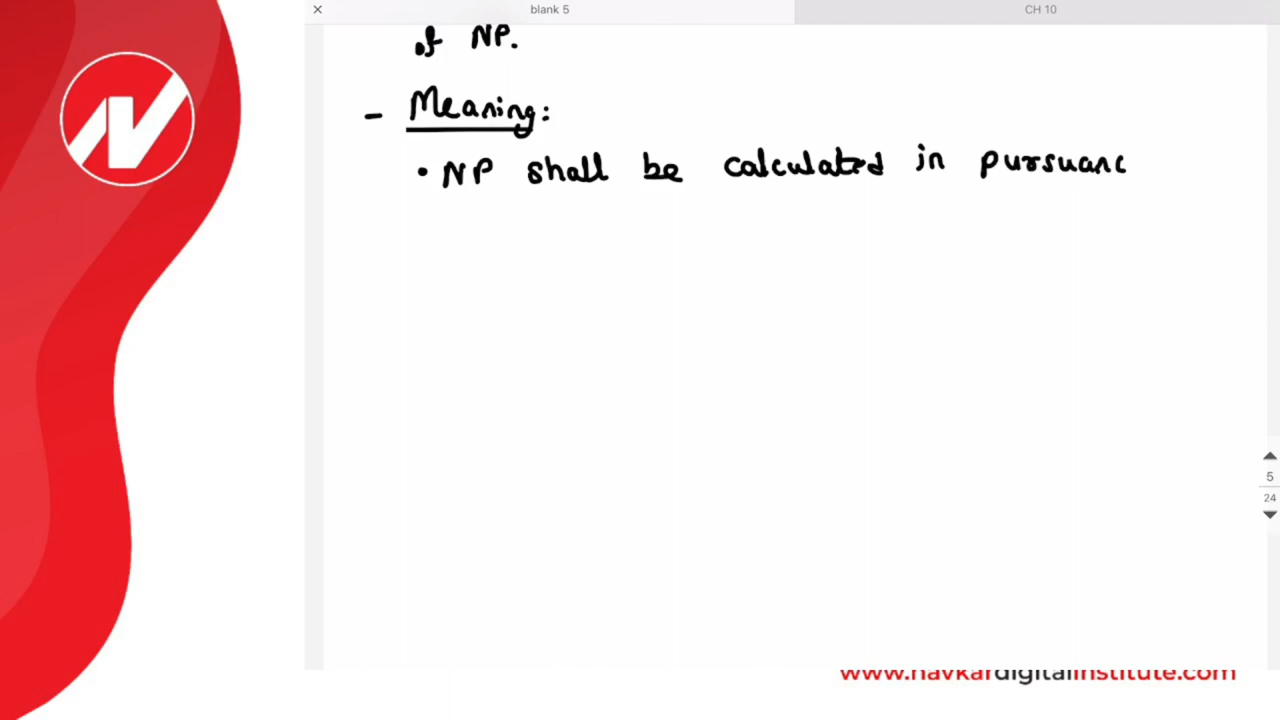 × blank 5 CH 10
of NP.
- Meaning:
• NP shall be calculated in pursuanc
5
24
www.navkardigitalinstitute.com